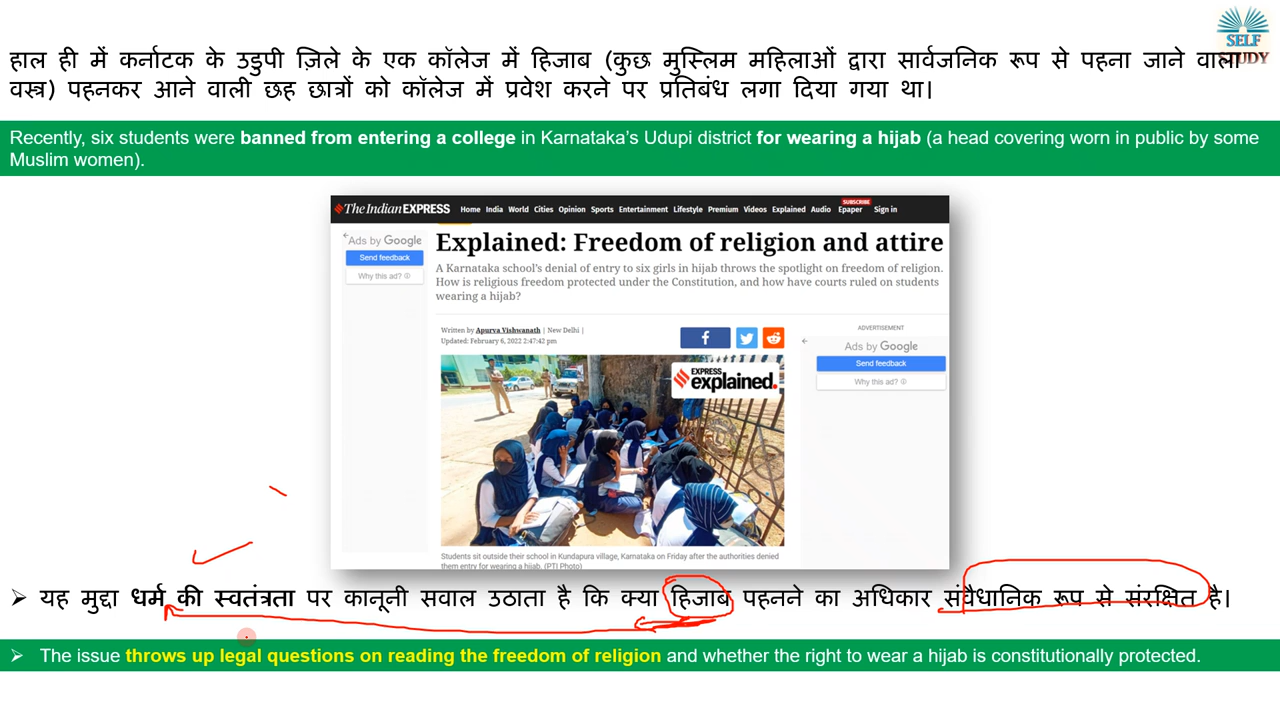 SELF
STUDY
हाल ही में कर्नाटक के उडुपी ज़िले के एक कॉलेज में हिजाब (कुछ मुस्लिम महिलाओं द्वारा सार्वजनिक रूप से पहना जाने वाला
वस्त्र) पहनकर आने वाली छह छात्रों को कॉलेज में प्रवेश करने पर प्रतिबंध लगा दिया गया था।
Recently, six students were banned from entering a college in Karnataka's Udupi district for wearing a hijab (a head covering worn in public by some
Muslim women).
The Indian EXPRESS Home India World Cities Opinion Sports Entertainment Lifestyle Premium Videos Explained Audio Epaper SUBSCRIBE Sign in
Ads by Google
Send feedback
Why this ad?
Explained: Freedom of religion and attire
A Karnataka school's denial of entry to six girls in hijab throws the spotlight on freedom of religion.
How is religious freedom protected under the Constitution, and how have courts ruled on students
wearing a hijab?
Written by Apurva Vishwanath | New Delhi |
Updated: February 6, 2022 2:47:42 pm
ADVERTISEMENT
Ads by Google
Send feedback
Why this ad?
EXPRESS
explained.
Students sit outside their school in Kundapura village, Karnataka on Friday after the authorities denied
them entry for wearing a hijab. (PTI Photo)
➢ यह मुद्दा धर्म की स्वतंत्रता पर कानूनी सवाल उठाता है कि क्या हिजाब पहनने का अधिकार संवैधानिक रूप से संरक्षित है।
➢ The issue throws up legal questions on reading the freedom of religion and whether the right to wear a hijab is constitutionally protected.